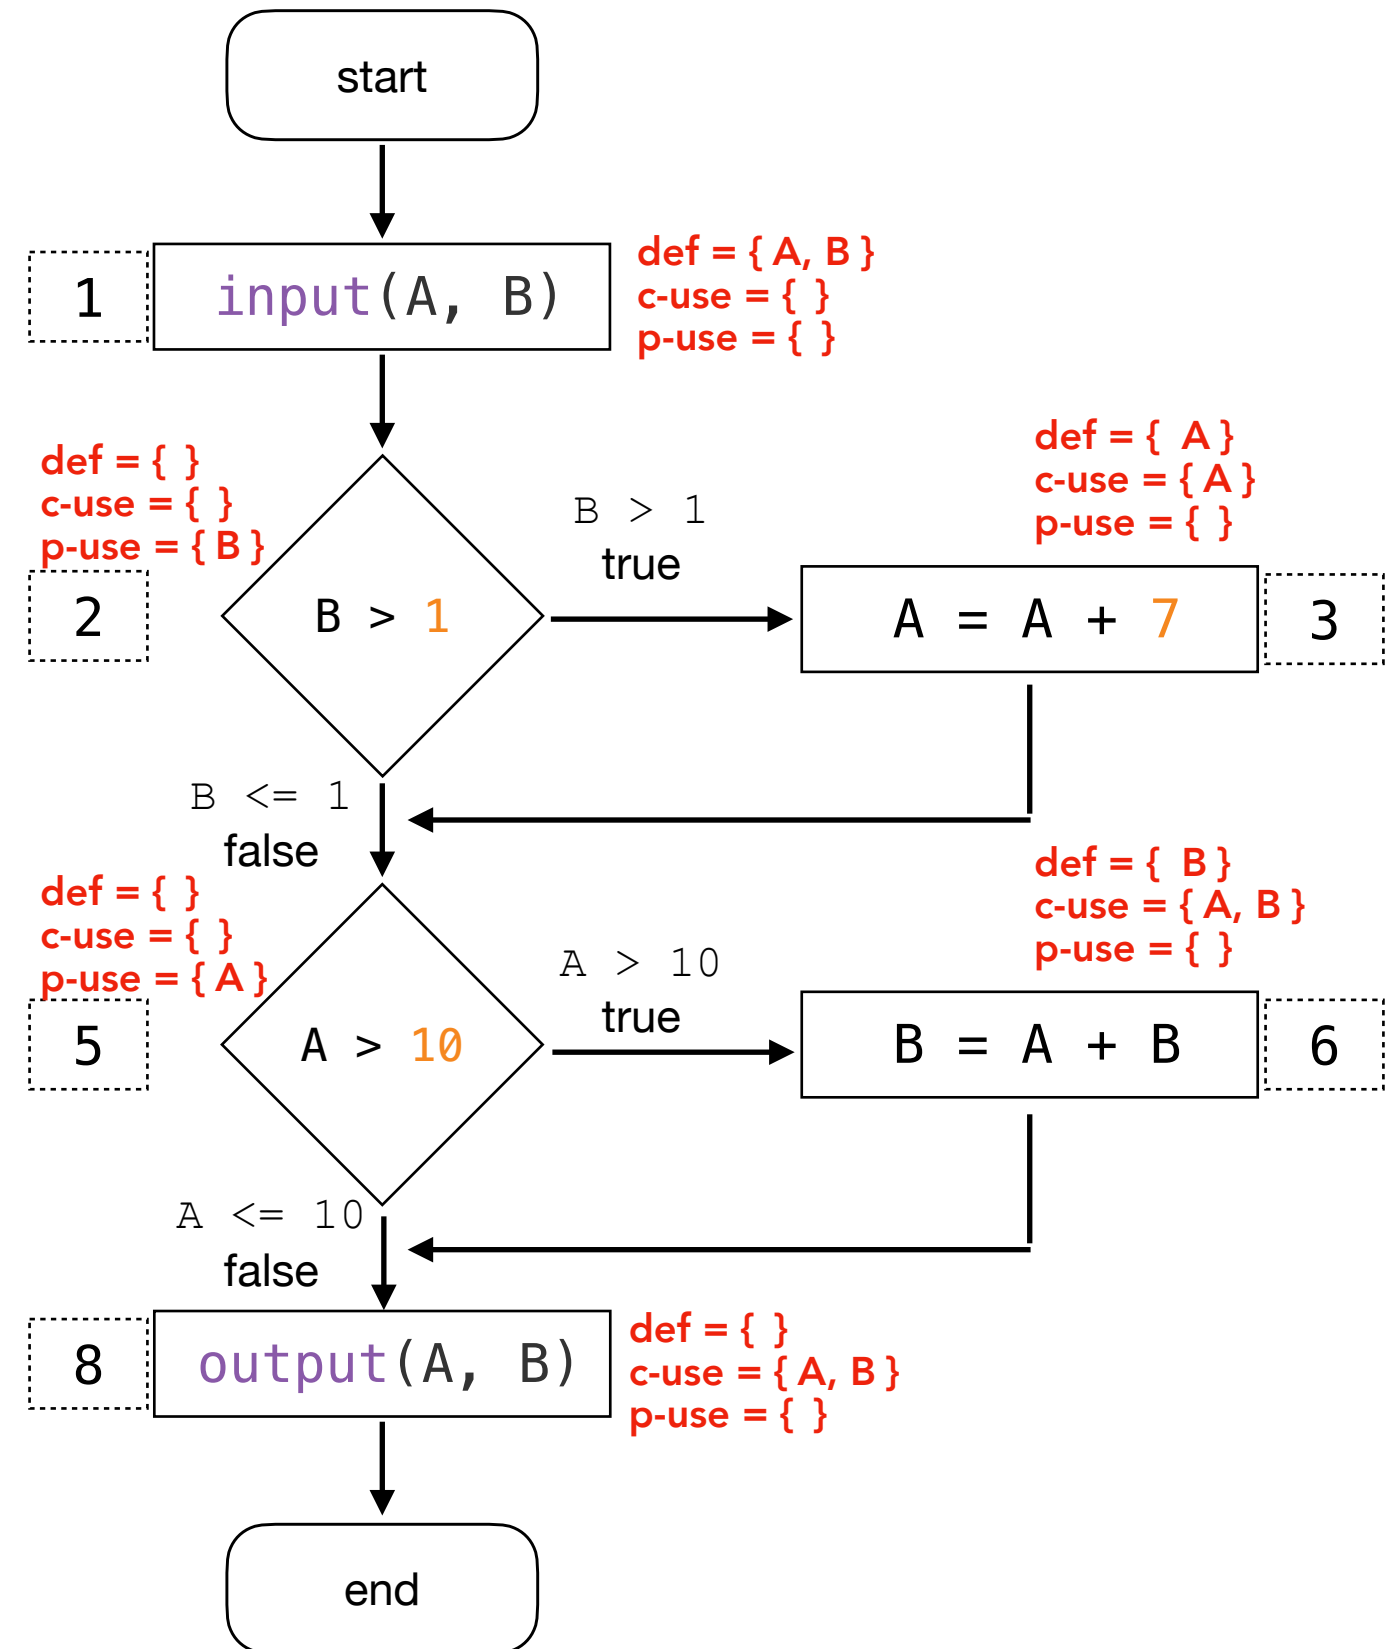 start
1
input(A, B)
def = { A, B }
c-use = { }
p-use = { }
def = { }
c-use = { }
p-use = { B }
2
B > 1
B > 1
true
def = { A }
c-use = { A }
p-use = { }
A = A + 7
3
B <= 1
false
def = { }
c-use = { }
p-use = { A }
5
A > 10
A > 10
true
def = { B }
c-use = { A, B }
p-use = { }
B = A + B
6
A <= 10
false
8
output(A, B)
def = { }
c-use = { A, B }
p-use = { }
end